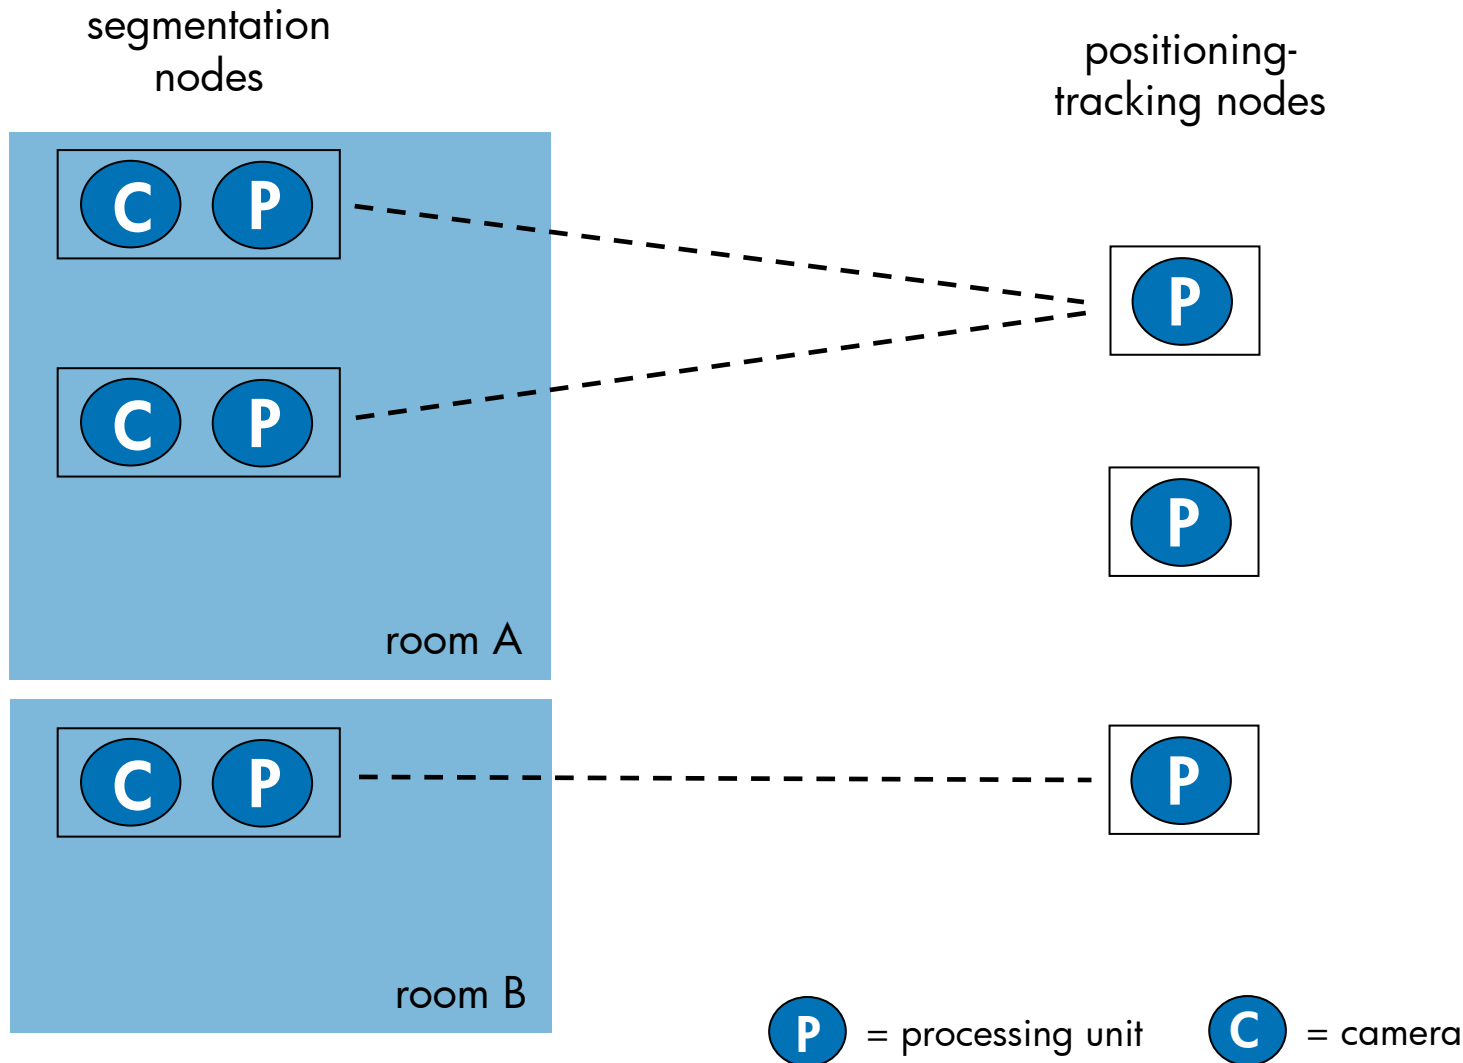 segmentation
nodes
positioning-
tracking nodes
C P
P
C P
P
room A
C P
P
room B
P = processing unit C = camera